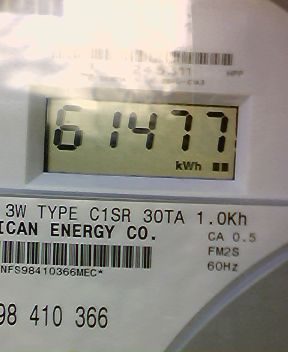 61477
kWh
3W TYPE C1SR 30TA 1.0Kh
ICAN ENERGY CO.
CA 0.5
FM2S
60Hz
NFS98410366MEC*
98 410 366